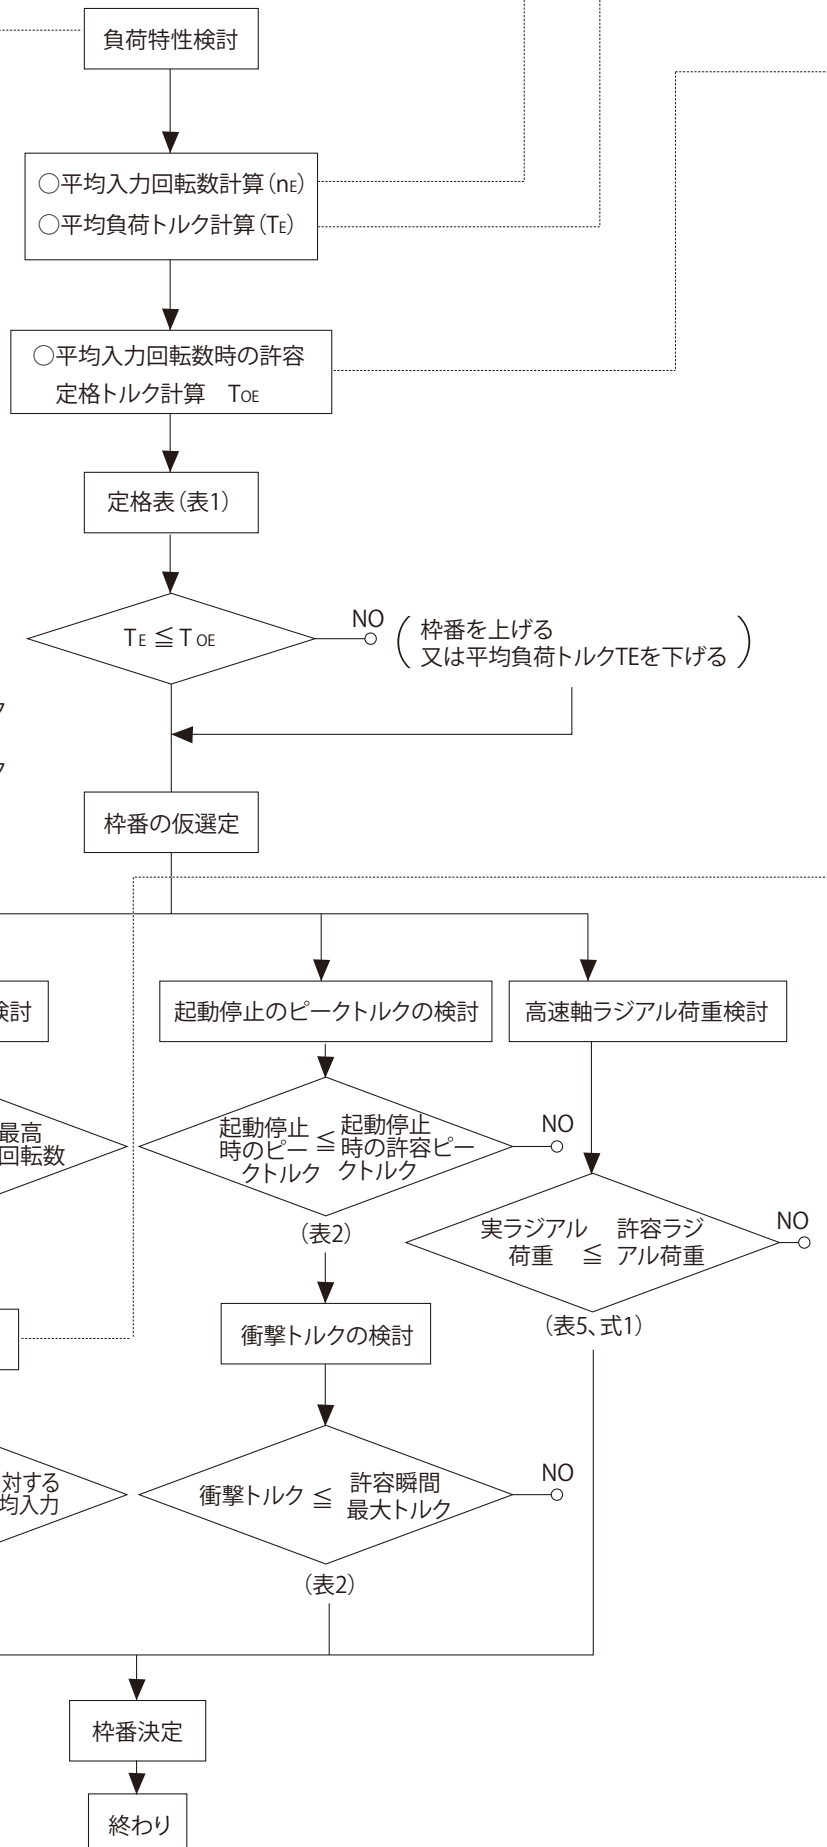 負荷特性検討
○平均入力回転数計算(nE)
○平均負荷トルク計算(TE)
○平均入力回転数時の許容
定格トルク計算　TOE
定格表(表1)
TE ≦ TOE
NO
枠番を上げる
又は平均負荷トルクTEを下げる
ク
ク
枠番の仮選定
検討
起動停止のピークトルクの検討
高速軸ラジアル荷重検討
最高
回転数
起動停止
時のピー
クトルク
≦
起動停止
時の許容ピー
クトルク
NO
(表2)
実ラジアル
荷重
≦
許容ラジ
アル荷重
NO
(表5、式1)
衝撃トルクの検討
対する
均入力
衝撃トルク ≦
許容瞬間
最大トルク
NO
(表2)
枠番決定
終わり